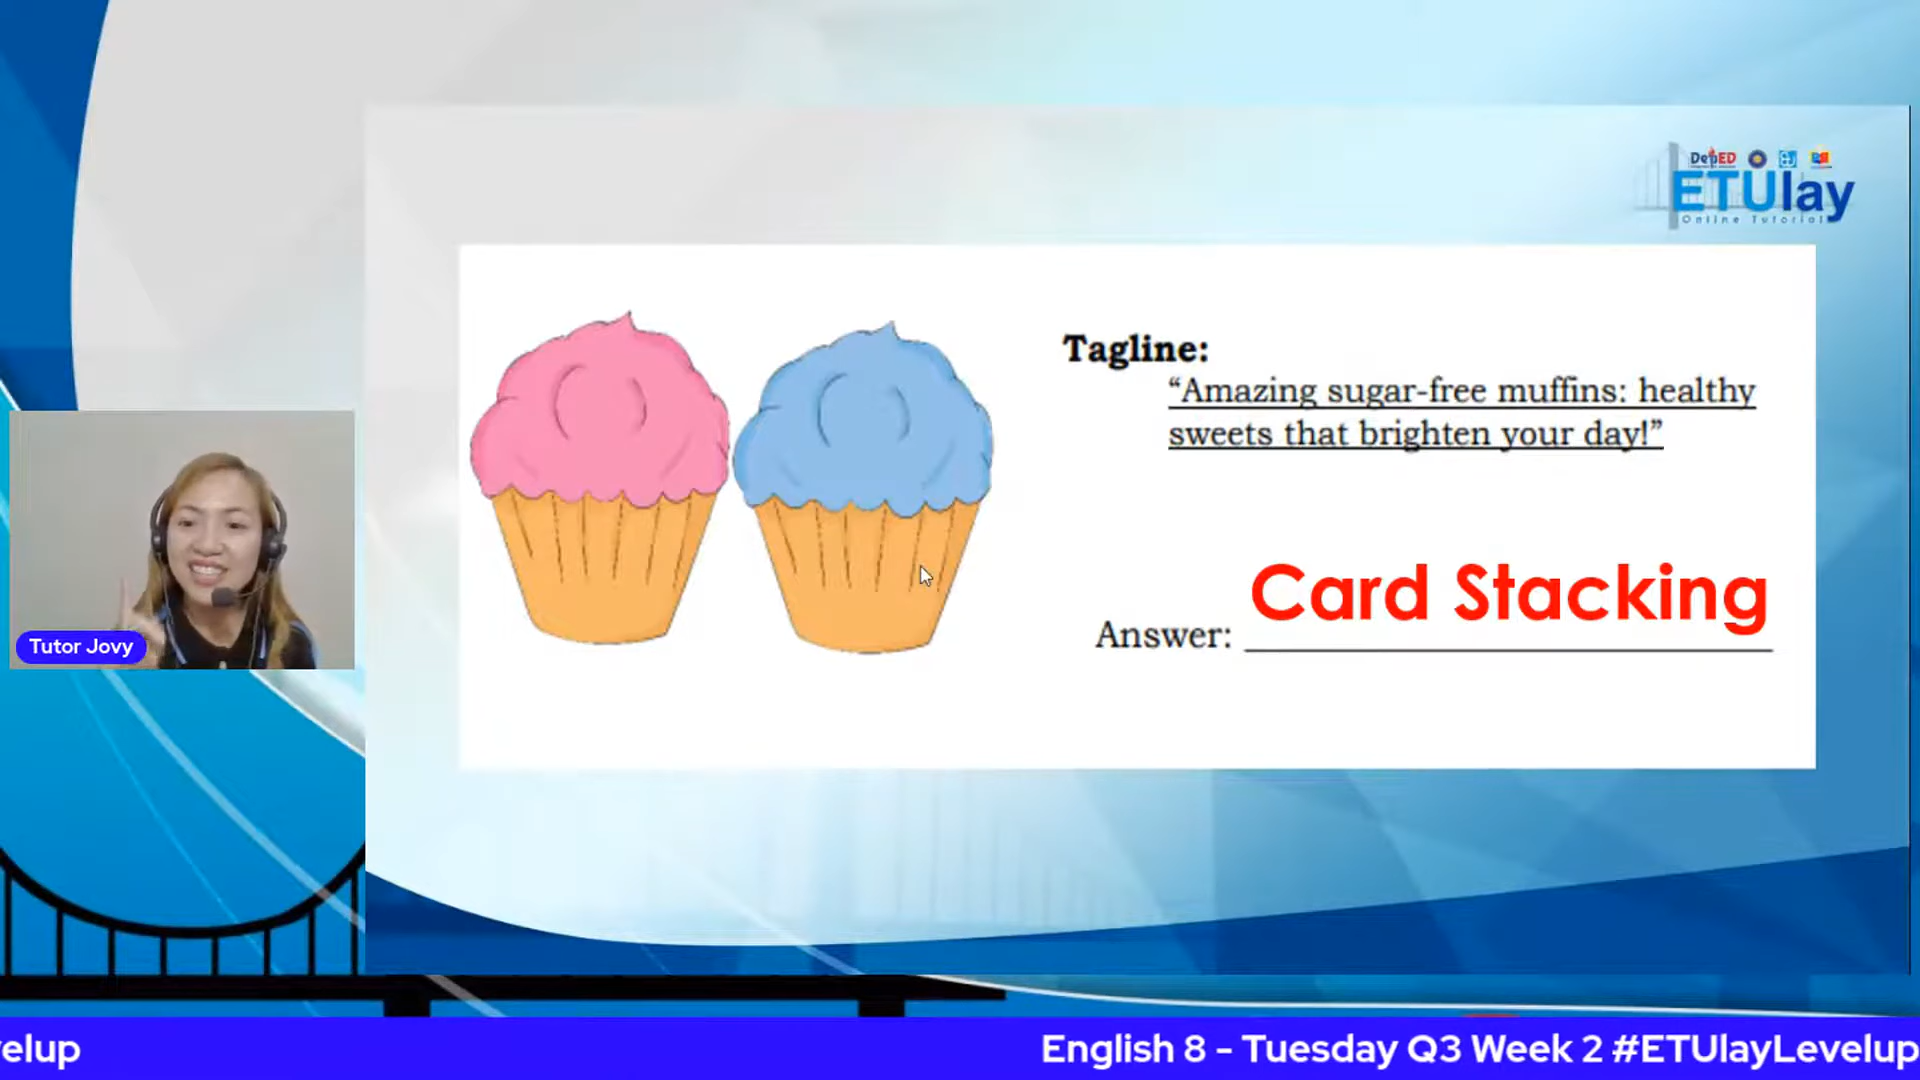 DepED
ETUlay
Online Tutorial
Tagline:
“Amazing sugar-free muffins: healthy
sweets that brighten your day!”
Card Stacking
Answer:
Tutor Jovy
velup
English 8 - Tuesday Q3 Week 2 #ETUlayLevelup